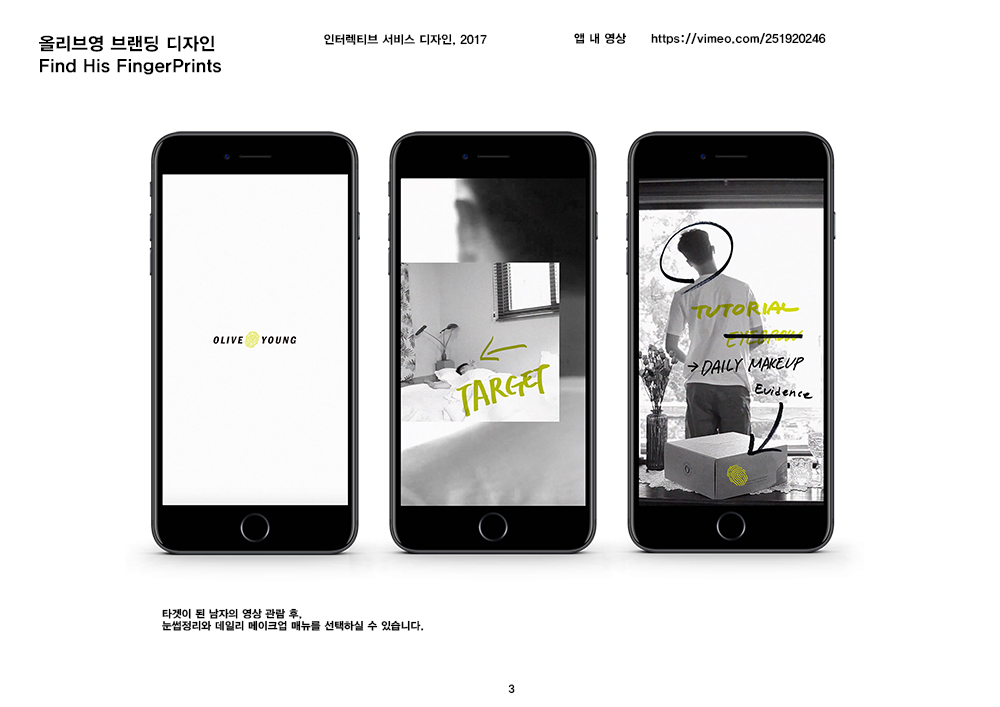 올리브영 브랜딩 디자인
Find His FingerPrints
인터렉티브 서비스 디자인, 2017
앱 내 영상
https://vimeo.com/251920246
OLIVE YOUNG
TARGET
TUTORIAL
EYEBROW
→ DAILY MAKEUP
Evidence
타겟이 된 남자의 영상 관람 후,
눈썹정리와 데일리 메이크업 매뉴를 선택하실 수 있습니다.
3